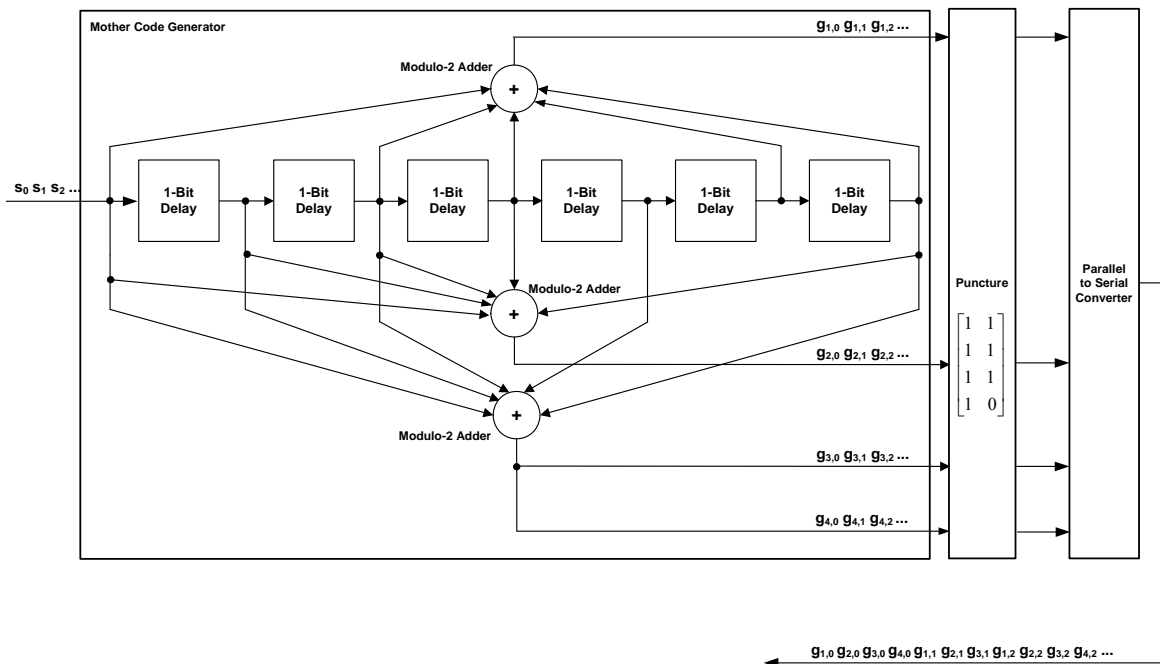 Mother Code Generator
g1,0 g1,1 g1,2 ...
Modulo-2 Adder
+
s0 s1 s2 ...
1-Bit
Delay
1-Bit
Delay
1-Bit
Delay
1-Bit
Delay
1-Bit
Delay
1-Bit
Delay
Modulo-2 Adder
+
g2,0 g2,1 g2,2 ...
+
Modulo-2 Adder
g3,0 g3,1 g3,2 ...
g4,0 g4,1 g4,2 ...
Puncture
1 1
1 1
1 1
1 0
Parallel
to Serial
Converter
g1,0 g2,0 g3,0 g4,0 g1,1 g2,1 g3,1 g1,2 g2,2 g3,2 g4,2 ...